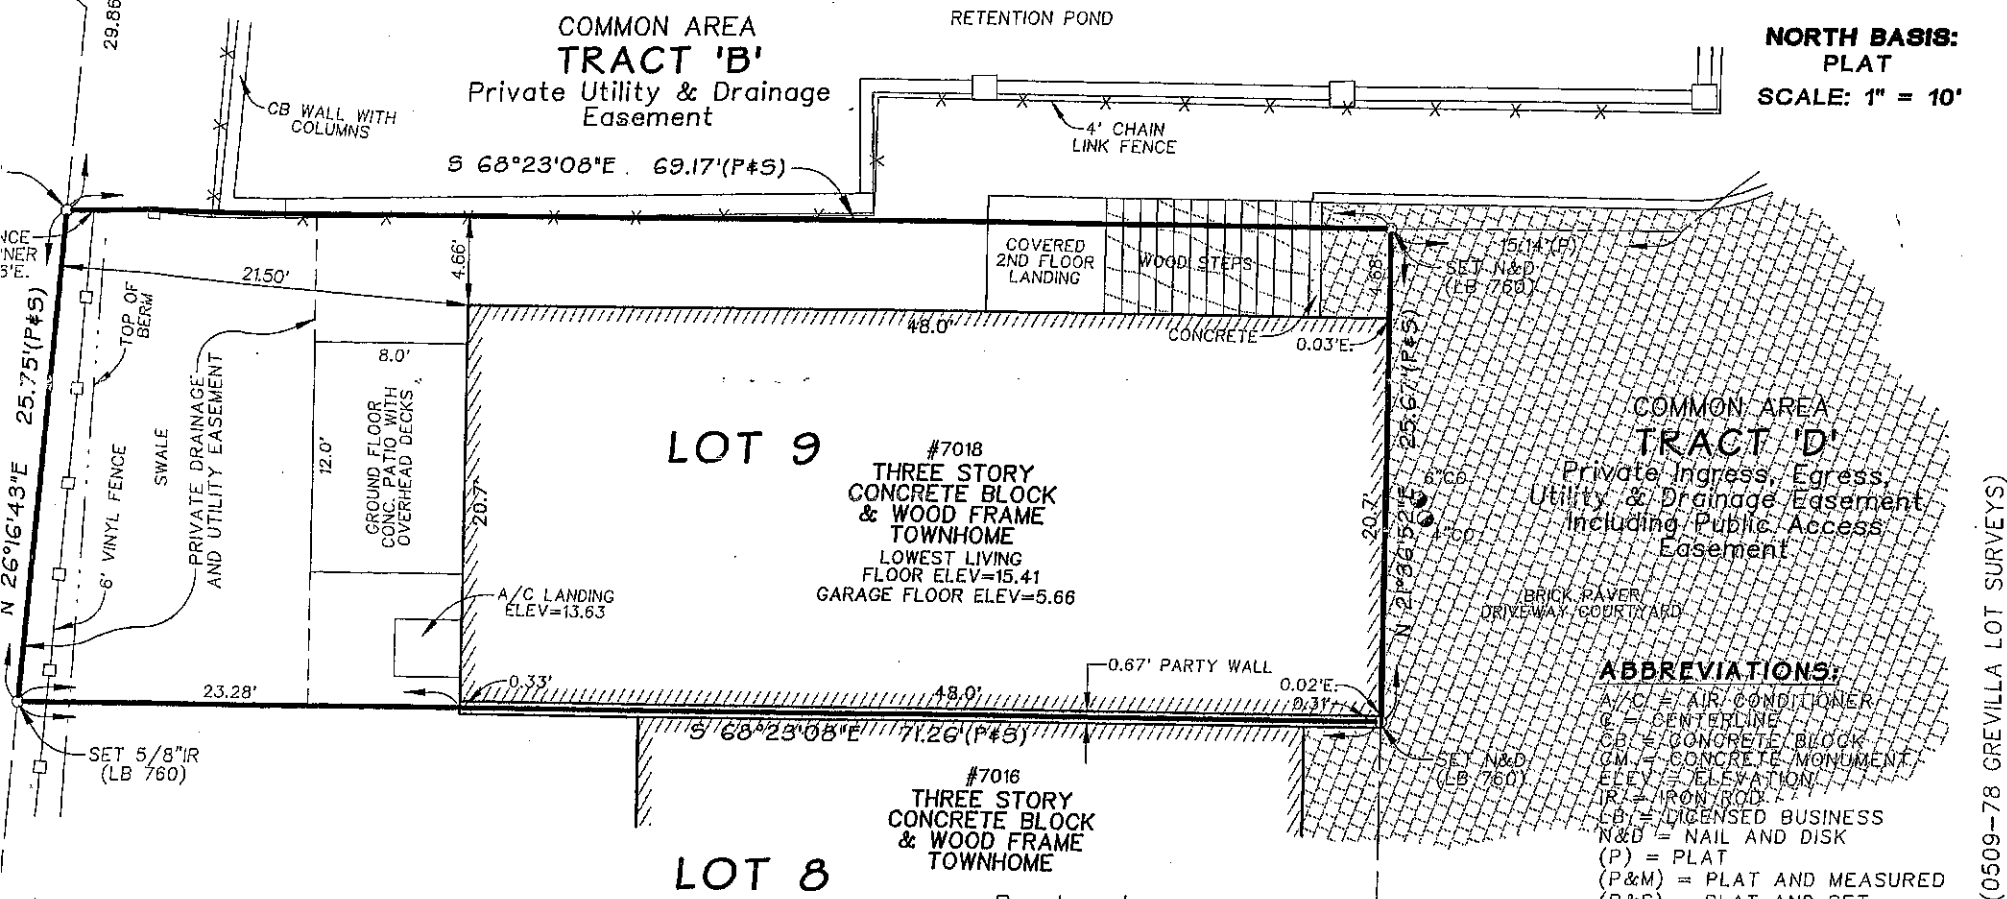 29.86
COMMON AREA
TRACT 'B'
Private Utility & Drainage
Easement
RETENTION POND
NORTH BASIS:
PLAT
SCALE: 1" = 10'
CB WALL WITH
COLUMNS
4' CHAIN
LINK FENCE
S 68°23'08"E. 69.17'(P&S)
NCE
NER
3'E.
21.50'
4.66'
COVERED
2ND FLOOR
LANDING
WOOD STEPS
4.68'
15.14'(P)
SET N&D
(LB 760)
TOP OF
BERM
48.0'
CONCRETE
0.03'E.
N 26°16'43"E 25.75'(P&S)
6' VINYL FENCE
SWALE
PRIVATE DRAINAGE
AND UTILITY EASEMENT
8.0'
12.0'
GROUND FLOOR
CONC. PATIO WITH
OVERHEAD DECKS
20.7'
LOT 9
#7018
THREE STORY
CONCRETE BLOCK
& WOOD FRAME
TOWNHOME
LOWEST LIVING
FLOOR ELEV=15.41
GARAGE FLOOR ELEV=5.66
20.7'
N 21°36'52"E 25.67'(P&S)
6"CO
4"CO
COMMON AREA
TRACT 'D'
Private Ingress, Egress,
Utility & Drainage Easement
Including Public Access
Easement
BRICK PAVER
DRIVEWAY COURTYARD
A/C LANDING
ELEV=13.63
23.28'
0.33'
48.0'
0.67' PARTY WALL
0.02'E.
0.31'
S 68°23'08"E 71.26'(P&S)
SET 5/8"IR
(LB 760)
SET N&D
(LB 760)
#7016
THREE STORY
CONCRETE BLOCK
& WOOD FRAME
TOWNHOME
LOT 8
ABBREVIATIONS:
A/C = AIR CONDITIONER
= CENTERLINE
CB = CONCRETE BLOCK
CM = CONCRETE MONUMENT
ELEV = ELEVATION
IR = IRON ROD
LB = LICENSED BUSINESS
N&D = NAIL AND DISK
(P) = PLAT
(P&M) = PLAT AND MEASURED
(P&S) = PLAT AND SET
(0509-78 GREVILLA LOT SURVEYS)